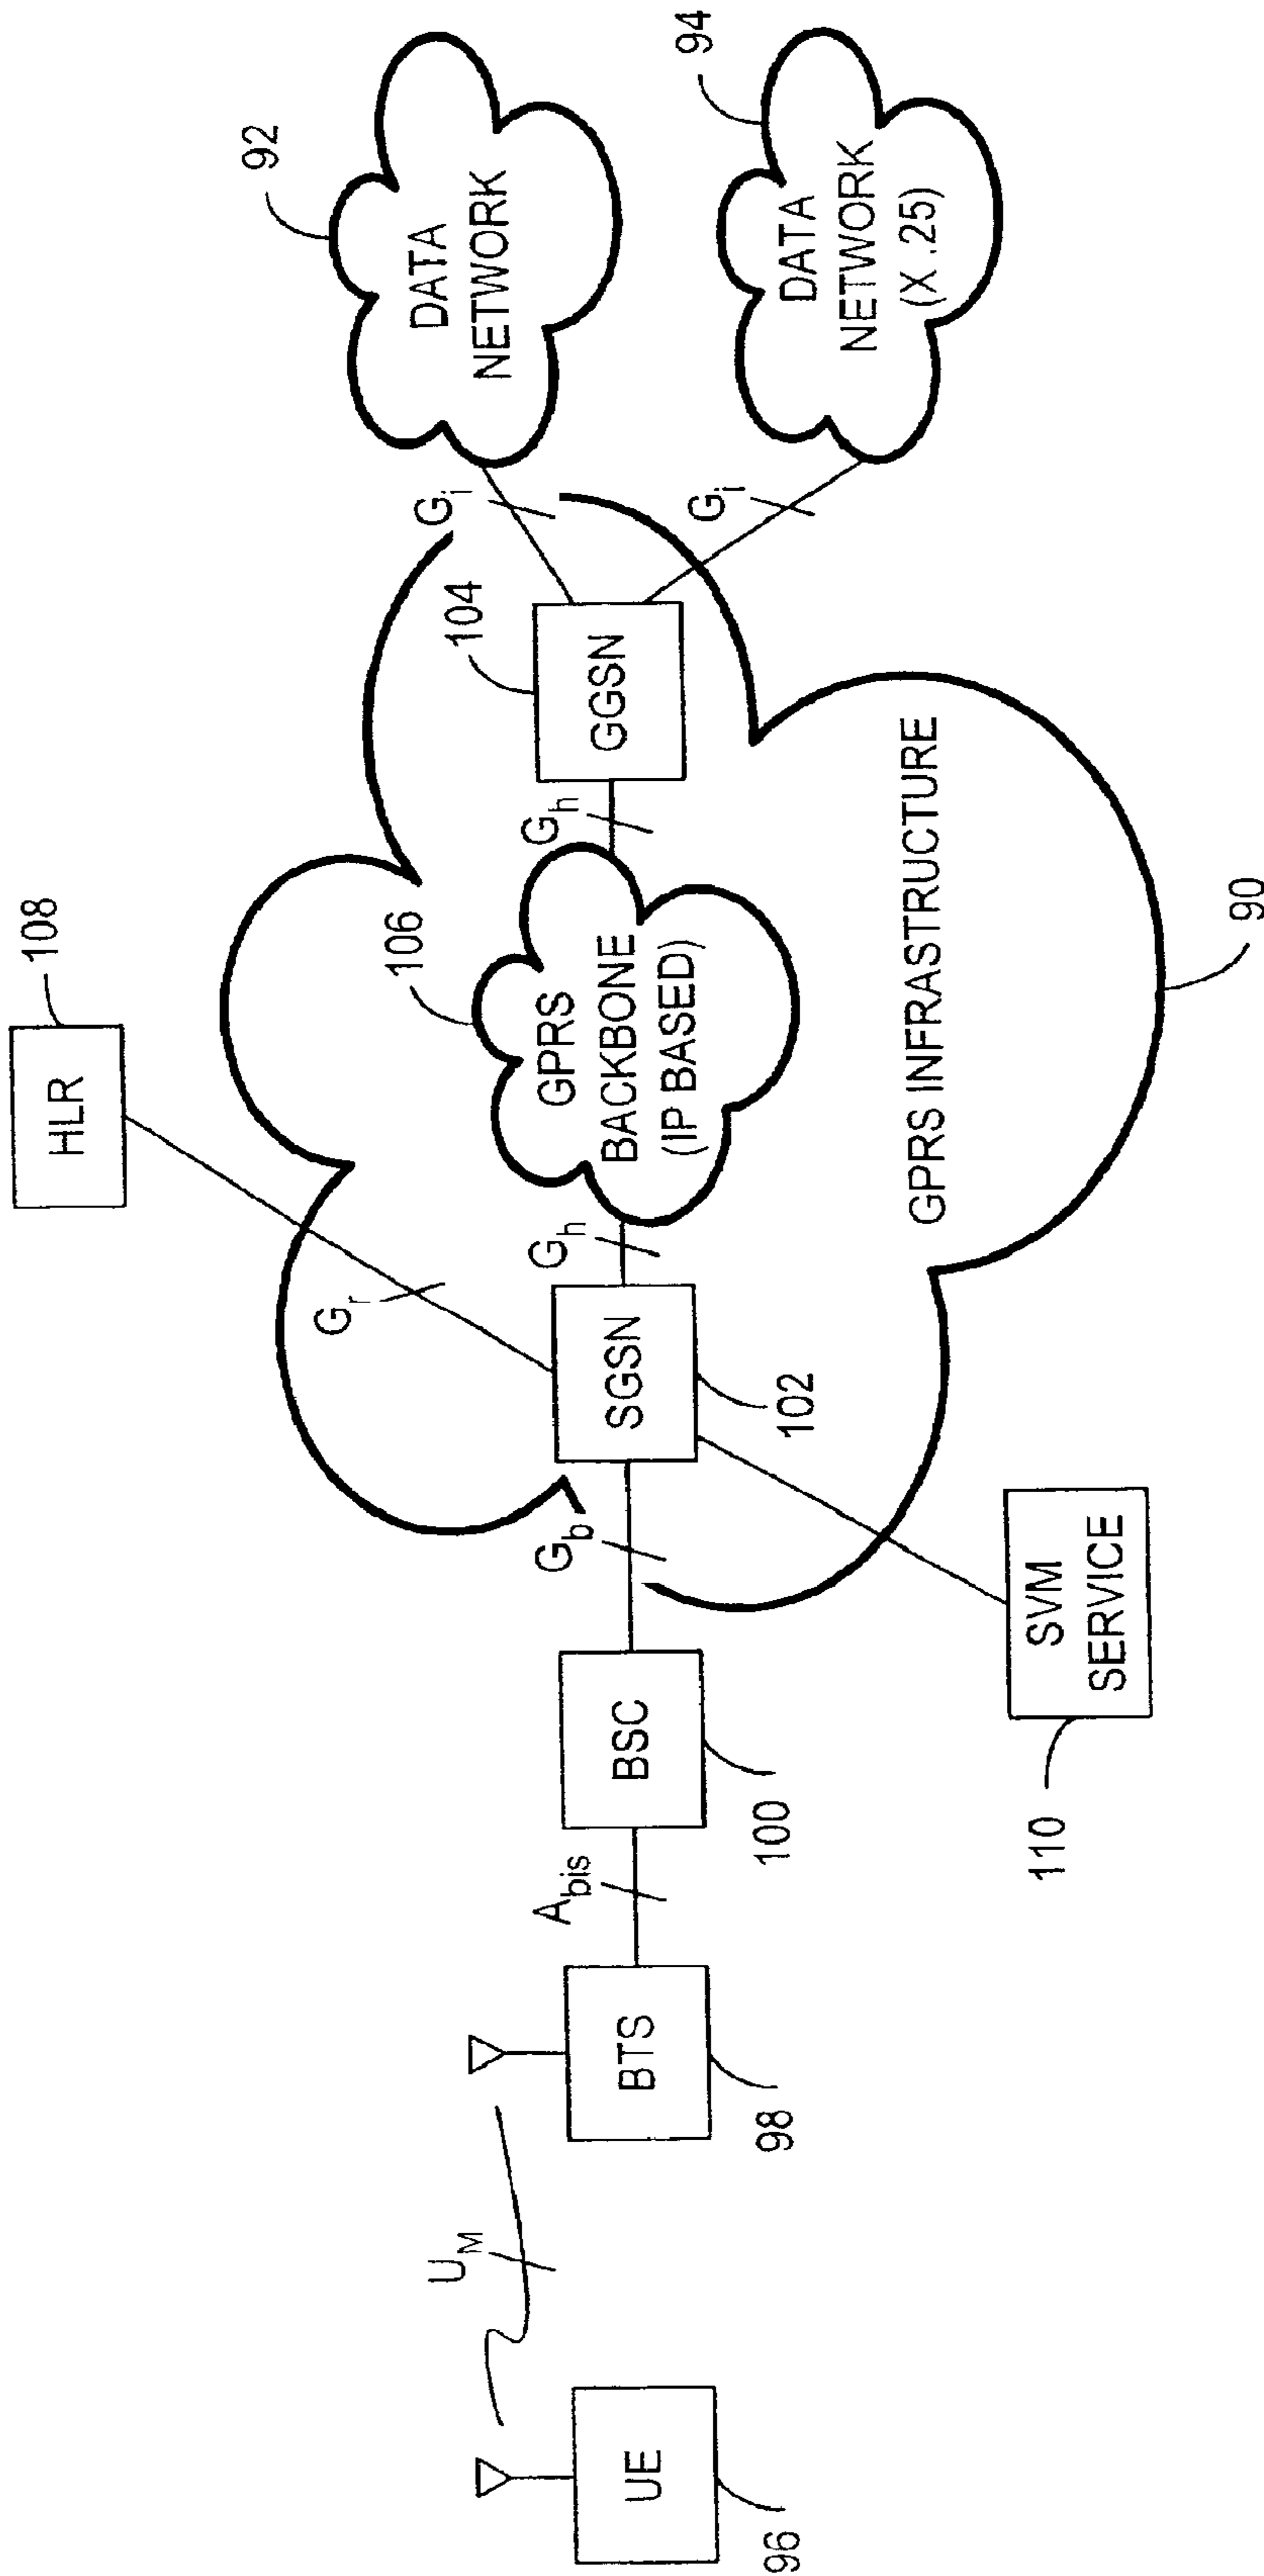 108
HLR
92
DATA
NETWORK
94
DATA
NETWORK
(X .25)
G_i
G_i
104
GGSN
G_h
106
GPRS
BACKBONE
(IP BASED)
G_r
G_h
SGSN
102
GPRS INFRASTRUCTURE
90
G_b
BSC
100
A_bis
BTS
98
U_M
UE
96
SVM
SERVICE
110